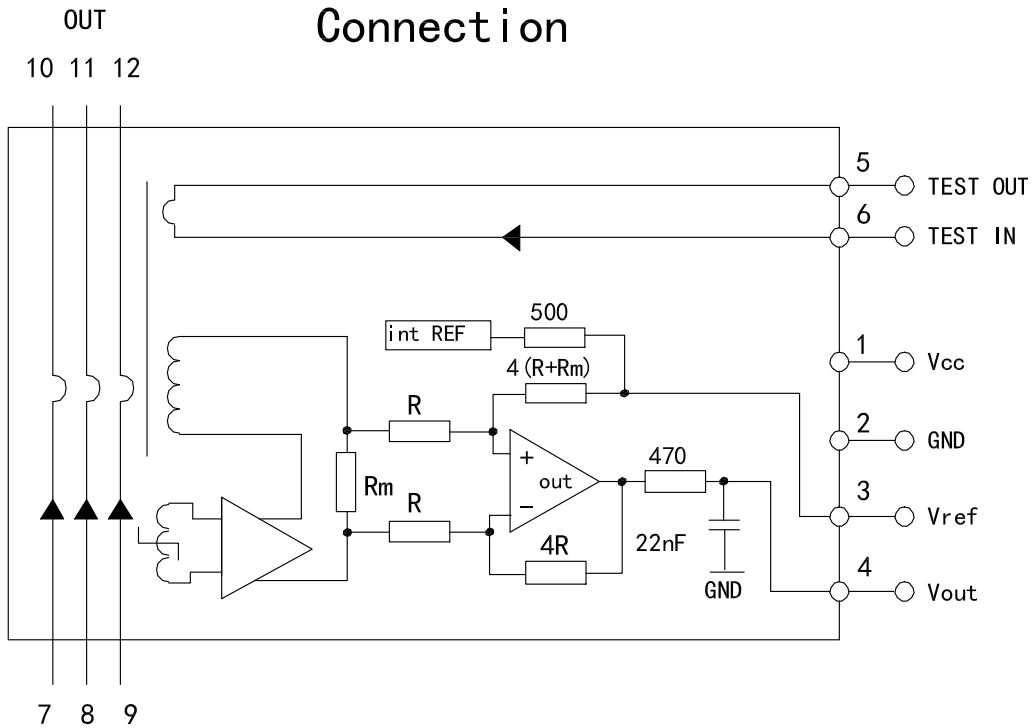 Connection
OUT
10 11 12
5
TEST OUT
6
TEST IN
500
int REF
4(R+Rm)
1
Vcc
R
+
out
-
470
2
GND
Rm
R
3
Vref
4R
22nF
GND
4
Vout
7 8 9